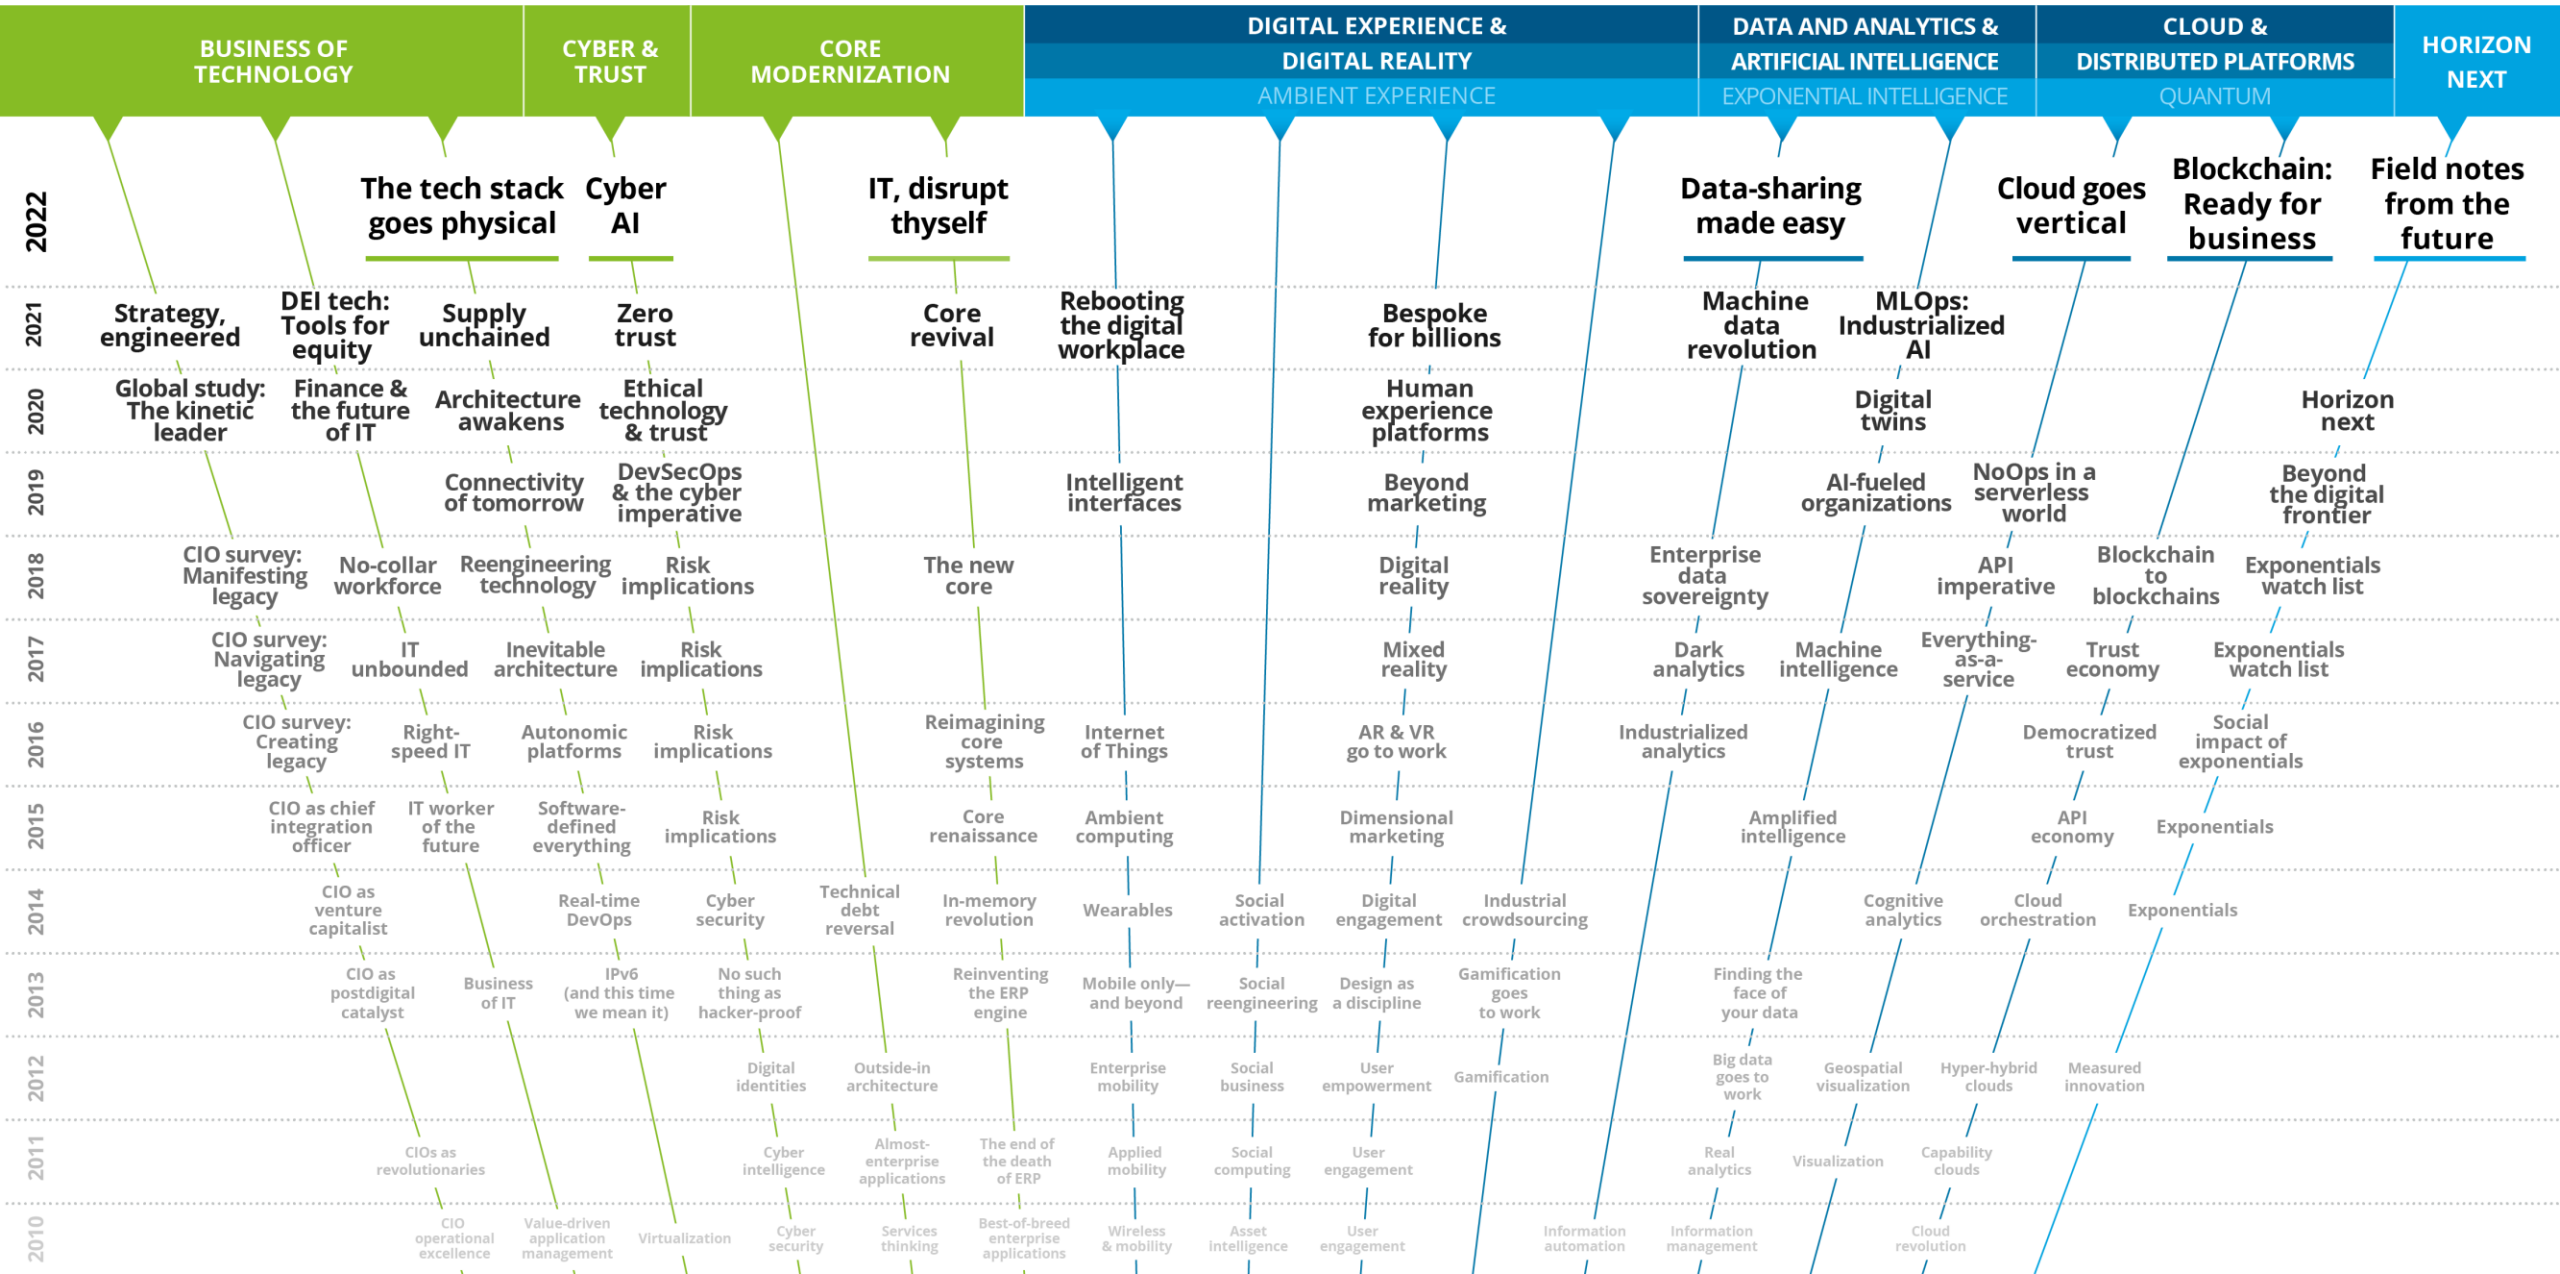 BUSINESS OF
TECHNOLOGY
CYBER &
TRUST
CORE
MODERNIZATION
DIGITAL EXPERIENCE &
DIGITAL REALITY
AMBIENT EXPERIENCE
DATA AND ANALYTICS &
ARTIFICIAL INTELLIGENCE
EXPONENTIAL INTELLIGENCE
CLOUD &
DISTRIBUTED PLATFORMS
QUANTUM
HORIZON
NEXT
2022
The tech stack
goes physical
Cyber
AI
IT, disrupt
thyself
Data-sharing
made easy
Cloud goes
vertical
Blockchain:
Ready for
business
Field notes
from the
future
2021
Strategy,
engineered
DEI tech:
Tools for
equity
Supply
unchained
Zero
trust
Core
revival
Rebooting
the digital
workplace
Bespoke
for billions
Machine
data
revolution
MLOps:
Industrialized
AI
2020
Global study:
The kinetic
leader
Finance &
the future
of IT
Architecture
awakens
Ethical
technology
& trust
Human
experience
platforms
Digital
twins
Horizon
next
2019
Connectivity
of tomorrow
DevSecOps
& the cyber
imperative
Intelligent
interfaces
Beyond
marketing
AI-fueled
organizations
NoOps in a
serverless
world
Beyond
the digital
frontier
2018
CIO survey:
Manifesting
legacy
No-collar
workforce
Reengineering
technology
Risk
implications
The new
core
Digital
reality
Enterprise
data
sovereignty
API
imperative
Blockchain
to
blockchains
Exponentials
watch list
2017
CIO survey:
Navigating
legacy
IT
unbounded
Inevitable
architecture
Risk
implications
Mixed
reality
Dark
analytics
Machine
intelligence
Everything-
as-a-
service
Trust
economy
Exponentials
watch list
2016
CIO survey:
Creating
legacy
Right-
speed IT
Autonomic
platforms
Risk
implications
Reimagining
core
systems
Internet
of Things
AR & VR
go to work
Industrialized
analytics
Democratized
trust
Social
impact of
exponentials
2015
CIO as chief
integration
officer
IT worker
of the
future
Software-
defined
everything
Risk
implications
Core
renaissance
Ambient
computing
Dimensional
marketing
Amplified
intelligence
API
economy
Exponentials
2014
CIO as
venture
capitalist
Real-time
DevOps
Cyber
security
Technical
debt
reversal
In-memory
revolution
Wearables
Social
activation
Digital
engagement
Industrial
crowdsourcing
Cognitive
analytics
Cloud
orchestration
Exponentials
2013
CIO as
postdigital
catalyst
Business
of IT
IPv6
(and this time
we mean it)
No such
thing as
hacker-proof
Reinventing
the ERP
engine
Mobile only—
and beyond
Social
reengineering
Design as
a discipline
Gamification
goes
to work
Finding the
face of
your data
2012
Digital
identities
Outside-in
architecture
Enterprise
mobility
Social
business
User
empowerment
Gamification
Big data
goes to
work
Geospatial
visualization
Hyper-hybrid
clouds
Measured
innovation
2011
CIOs as
revolutionaries
Cyber
intelligence
Almost-
enterprise
applications
The end of
the death
of ERP
Applied
mobility
Social
computing
User
engagement
Real
analytics
Visualization
Capability
clouds
2010
CIO
operational
excellence
Value-driven
application
management
Virtualization
Cyber
security
Services
thinking
Best-of-breed
enterprise
applications
Wireless
& mobility
Asset
intelligence
User
engagement
Information
automation
Information
management
Cloud
revolution